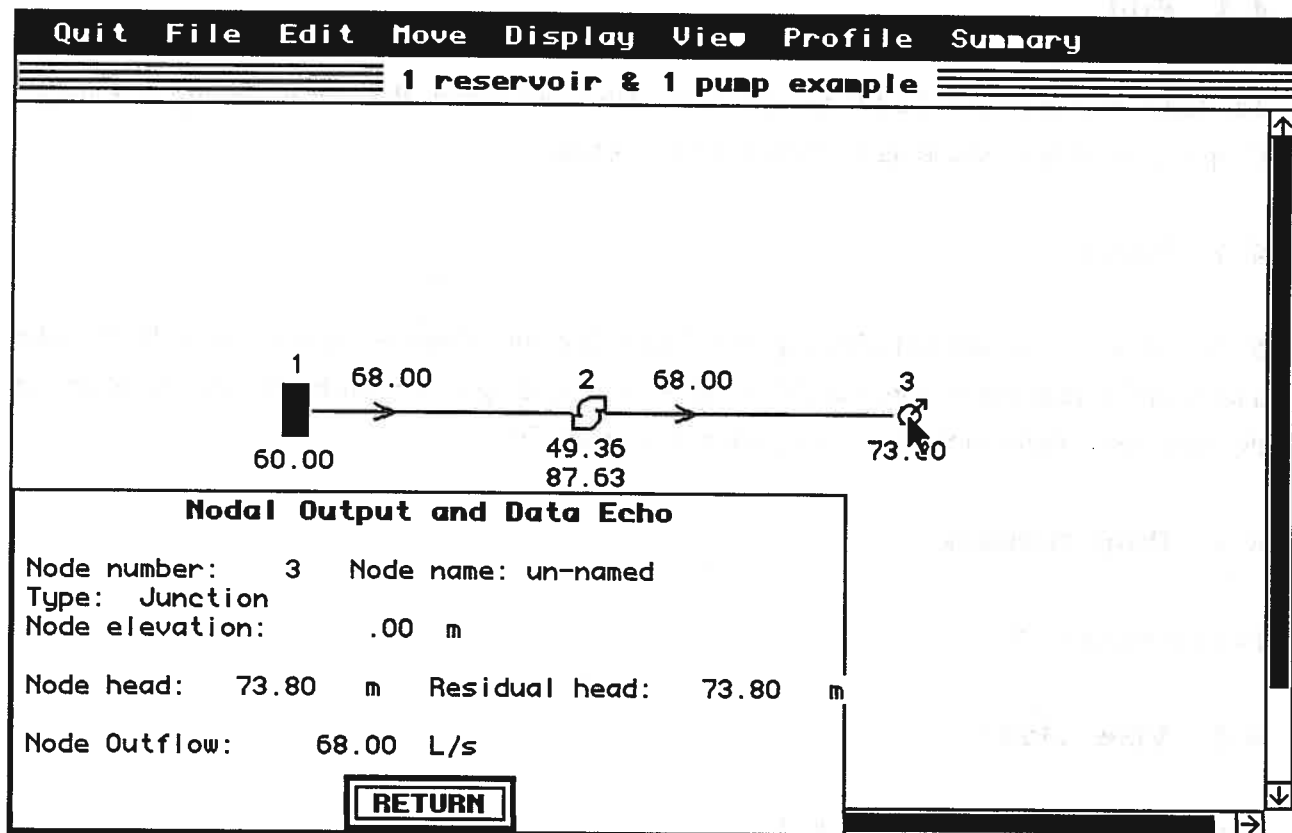 Quit File Edit Move Display View Profile Summary
1 reservoir & 1 pump example
1 68.00 2 68.00 3
60.00 49.36 73.80
87.63
Nodal Output and Data Echo
Node number: 3 Node name: un-named
Type: Junction
Node elevation: .00 m
Node head: 73.80 m Residual head: 73.80 m
Node Outflow: 68.00 L/s
RETURN